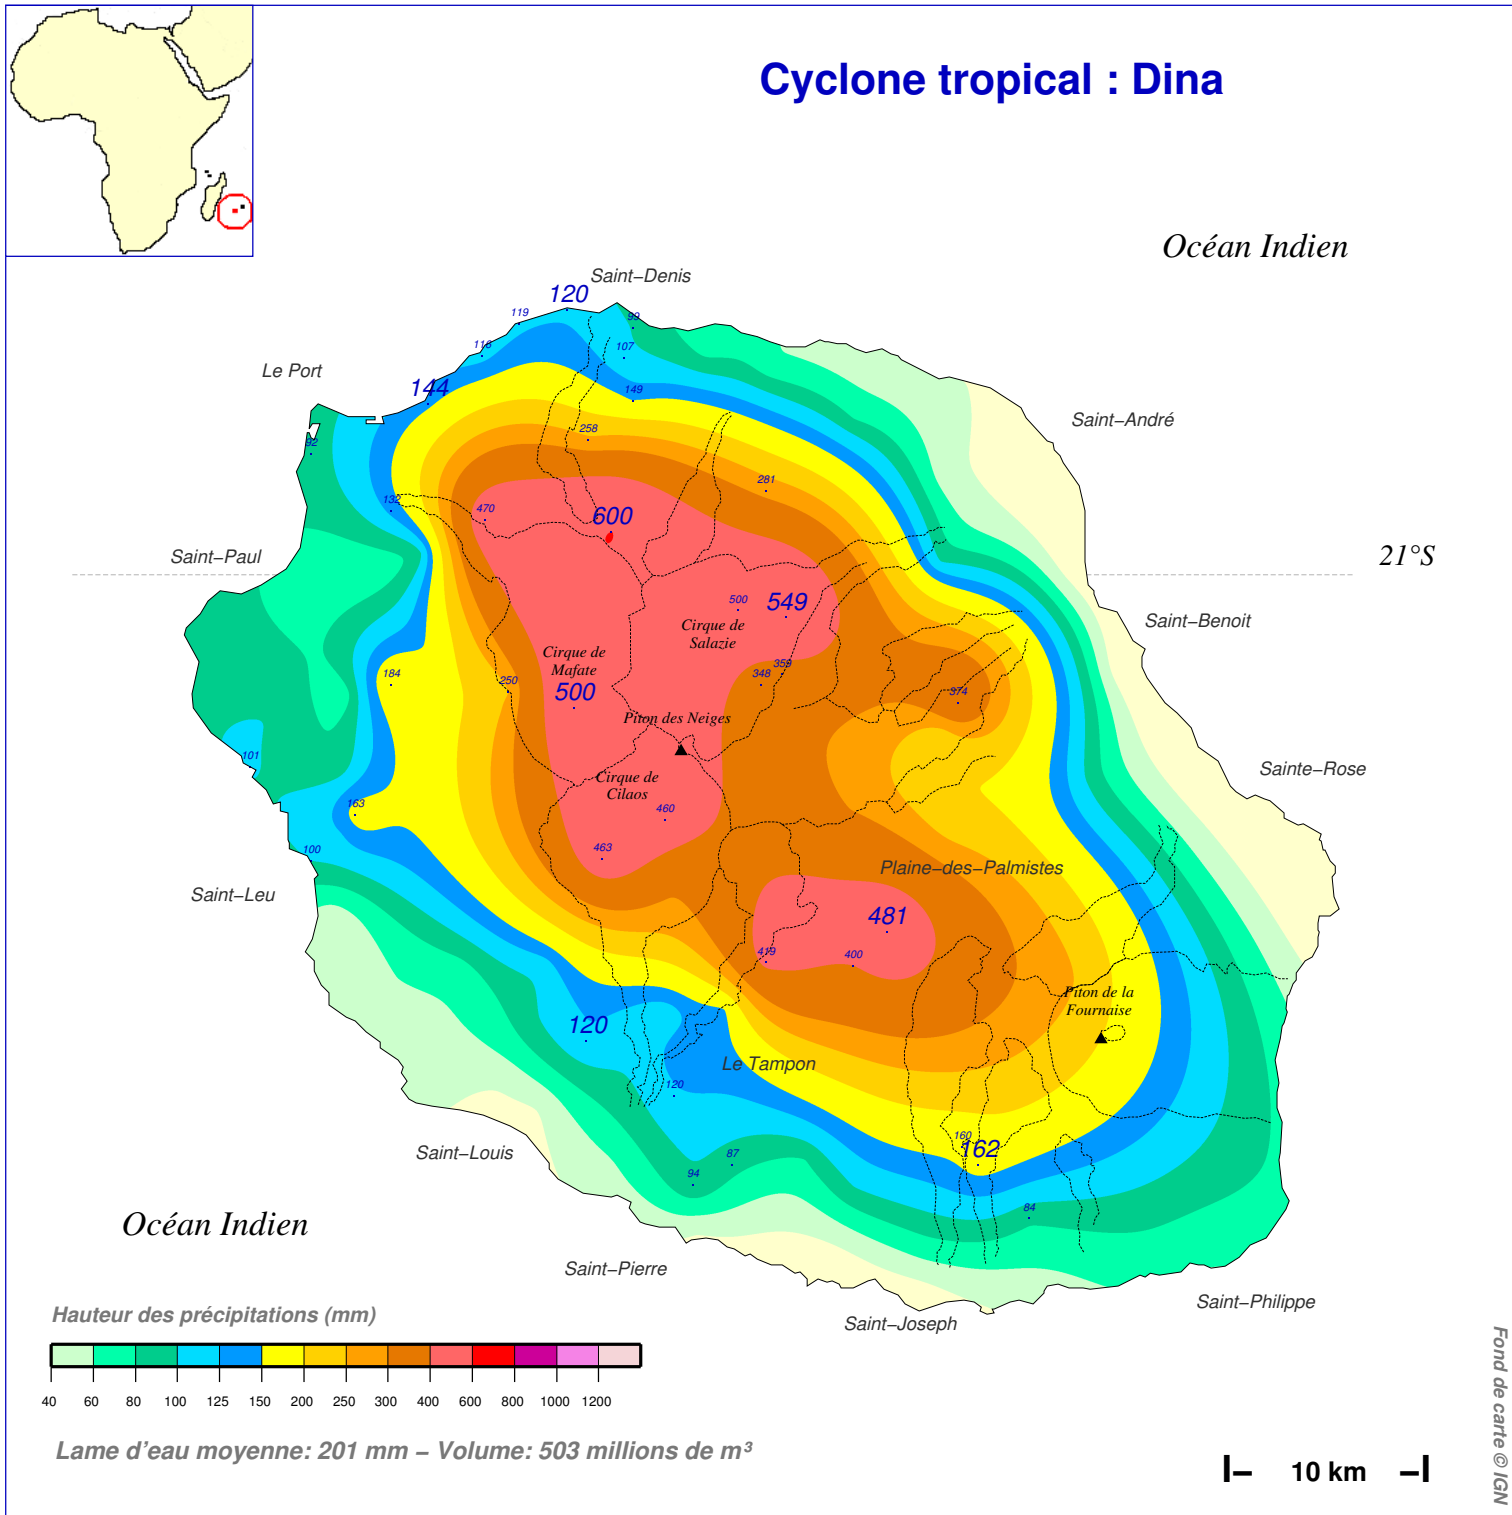 Cyclone tropical : Dina
Océan Indien
Saint–Denis
120
119
99
116
107
Le Port
144
149
Saint–André
258
92
281
132
470
600
Saint–Paul
21°S
500
549
Cirque de
Salazie
Saint–Benoit
Cirque de
Mafate
359
348
184
250
500
374
Piton des Neiges
101
Sainte–Rose
Cirque de
Cilaos
163
460
100
463
Plaine–des–Palmistes
Saint–Leu
481
419
400
Piton de la
Fournaise
120
Le Tampon
120
160
162
Saint–Louis
87
94
84
Océan Indien
Saint–Pierre
Saint–Philippe
Saint–Joseph
Hauteur des précipitations (mm)
40 60 80 100 125 150 200 250 300 400 600 800 1000 1200
Lame d'eau moyenne: 201 mm – Volume: 503 millions de m³
10 km
Fond de carte © IGN